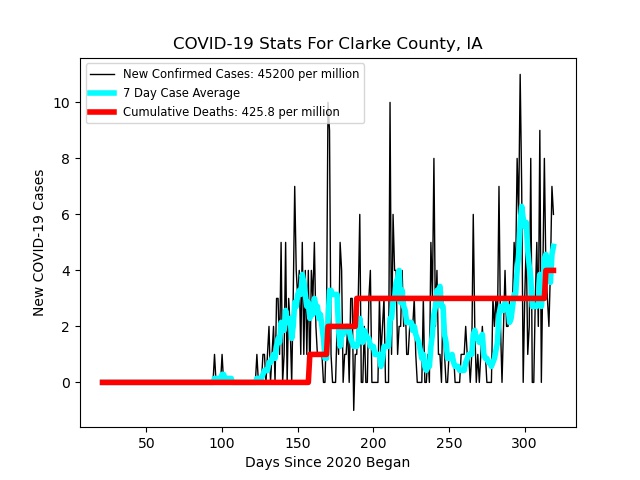 COVID-19 Stats For Clarke County, IA
New Confirmed Cases: 45200 per million
7 Day Case Average
Cumulative Deaths: 425.8 per million
New COVID-19 Cases
10
8
6
4
2
0
50 100 150 200 250 300
Days Since 2020 Began